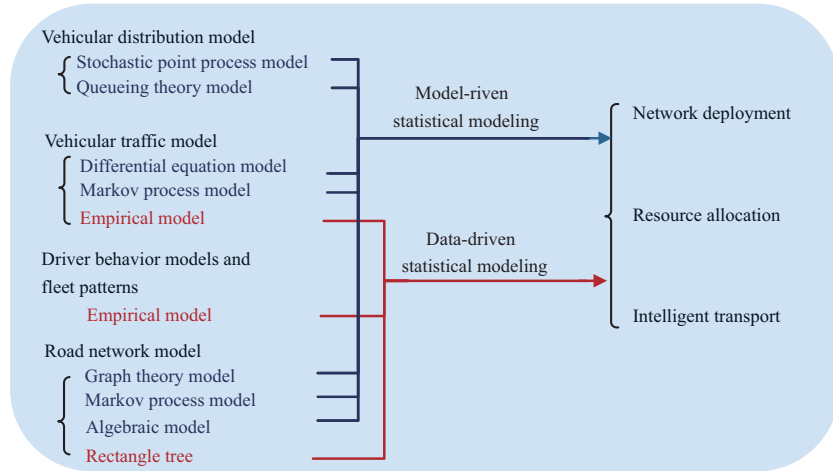 Vehicular distribution model
Stochastic point process model
Queueing theory model
Vehicular traffic model
Differential equation model
Markov process model
Empirical model
Driver behavior models and
fleet patterns
Empirical model
Road network model
Graph theory model
Markov process model
Algebraic model
Rectangle tree
Model-riven
statistical modeling
Data-driven
statistical modeling
Network deployment
Resource allocation
Intelligent transport